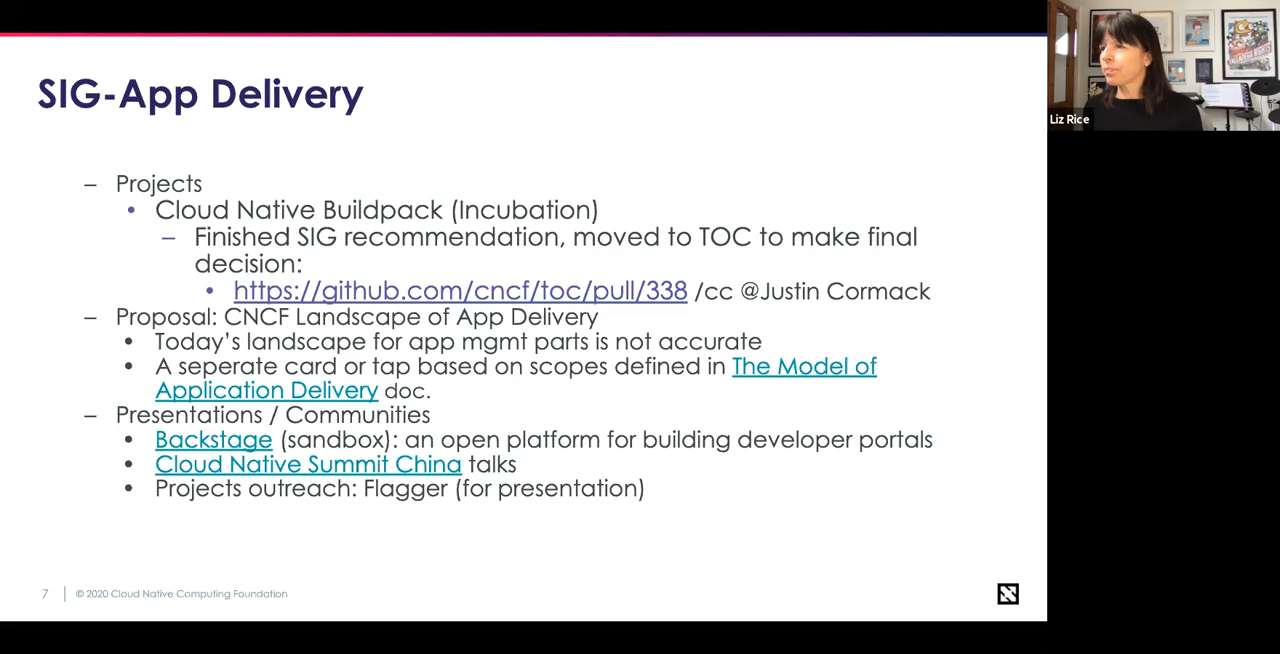 SIG-App Delivery
Liz Rice
– Projects
• Cloud Native Buildpack (Incubation)
– Finished SIG recommendation, moved to TOC to make final
decision:
• https://github.com/cncf/toc/pull/338 /cc @Justin Cormack
– Proposal: CNCF Landscape of App Delivery
• Today's landscape for app mgmt parts is not accurate
• A seperate card or tap based on scopes defined in The Model of
Application Delivery doc.
– Presentations / Communities
• Backstage (sandbox): an open platform for building developer portals
• Cloud Native Summit China talks
• Projects outreach: Flagger (for presentation)
7 | © 2020 Cloud Native Computing Foundation